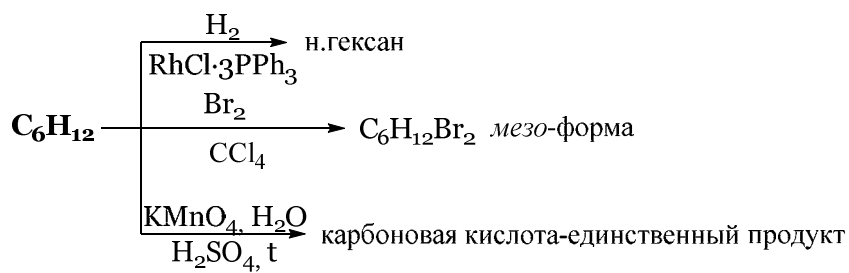 H₂
RhCl·3PPh₃
н.гексан
C₆H₁₂
Br₂
CCl₄
C₆H₁₂Br₂ мезо-форма
KMnO₄, H₂O
H₂SO₄, t
карбоновая кислота-единственный продукт